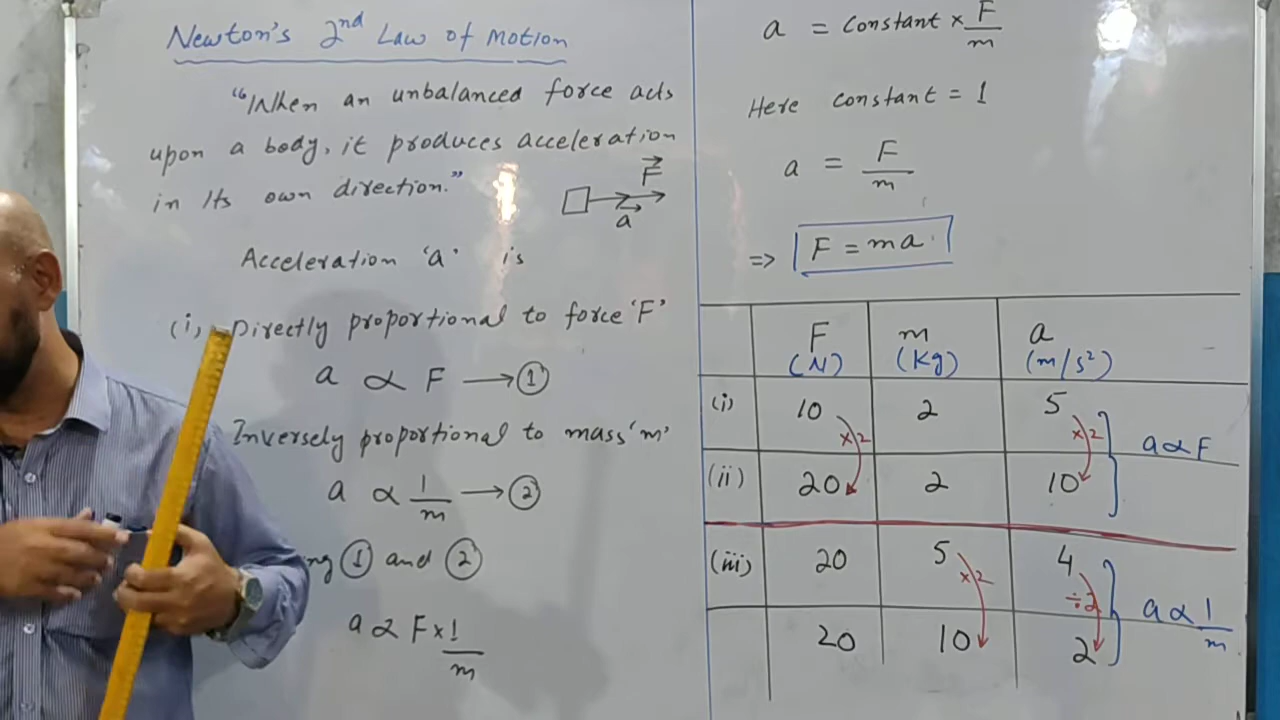 Newton's 2nd Law of Motion
"When an unbalanced force acts
upon a body, it produces acceleration
in its own direction."
F
a
Acceleration 'a' is
(i) Directly proportional to force 'F'
a ∝ F → ①
Inversely proportional to mass 'm'
a ∝ 1/m → ②
① and ②
a ∝ F × 1/m
a = constant × F/m
Here constant = 1
a = F/m
=> F = ma
F m a
(N) (Kg) (m/s²)
(i) 10 2 5
×2 ×2 a ∝ F
(ii) 20 2 10
(iii) 20 5 4
×2 ÷2 a ∝ 1/m
20 10 2